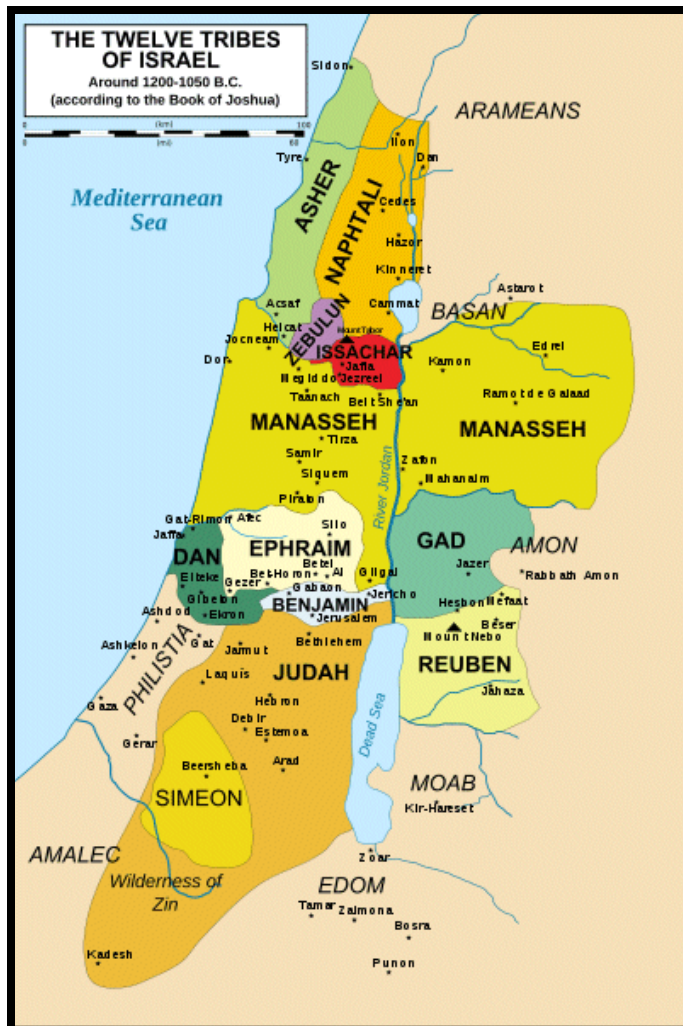 THE TWELVE TRIBES
OF ISRAEL
Around 1200-1050 B.C.
(according to the Book of Joshua)
(km)
100
(mi)
60
Sidon
ARAMEANS
Ijon
Tyre
Dan
ASHER
NAPHTALI
Mediterranean
Sea
Cedes
Hazor
Kinneret
Astarot
Acsaf
Cammat
BASAN
Helcat
ZEBULUN
Mount Tabor
Jocneam
ISSACHAR
Edrei
Dor
Jafia
Kamon
Megiddo
Jezreel
Taanach
Beit She'an
Ramot de Galaad
MANASSEH
MANASSEH
Tirza
Samir
Zafon
Siquem
Mahanaim
River Jordan
Piraton
Gat-Rimon
Afec
Silo
Jaffa
GAD
AMON
DAN
EPHRAIM
Betel
Jazer
Elteke
Bet-Horon
Ai
Gilgal
Rabbath Amon
Gezer
Gabaon
Jericho
Gibeton
BENJAMIN
Hesbon
Mefaat
Ashdod
Ekron
Jerusalem
Beser
Mount Nebo
Gat
Jarmut
Bethlehem
Ashkelon
PHILISTIA
JUDAH
REUBEN
Laquis
Jahaza
Gaza
Hebron
Debir
Dead Sea
Estemoa
Gerar
Beersheba
Arad
MOAB
SIMEON
Kir-Hareset
AMALEC
Zoar
Wilderness of
Zin
EDOM
Tamar
Zalmona
Bosra
Kadesh
Punon